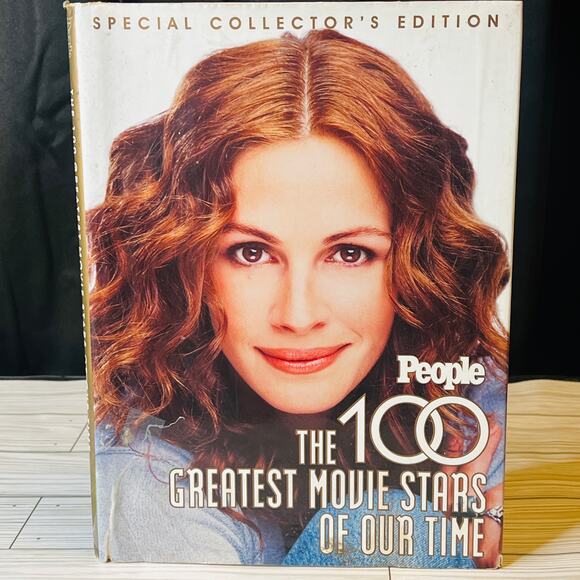 SPECIAL COLLECTOR'S EDITION
People
THE 100
GREATEST MOVIE STARS
OF OUR TIME